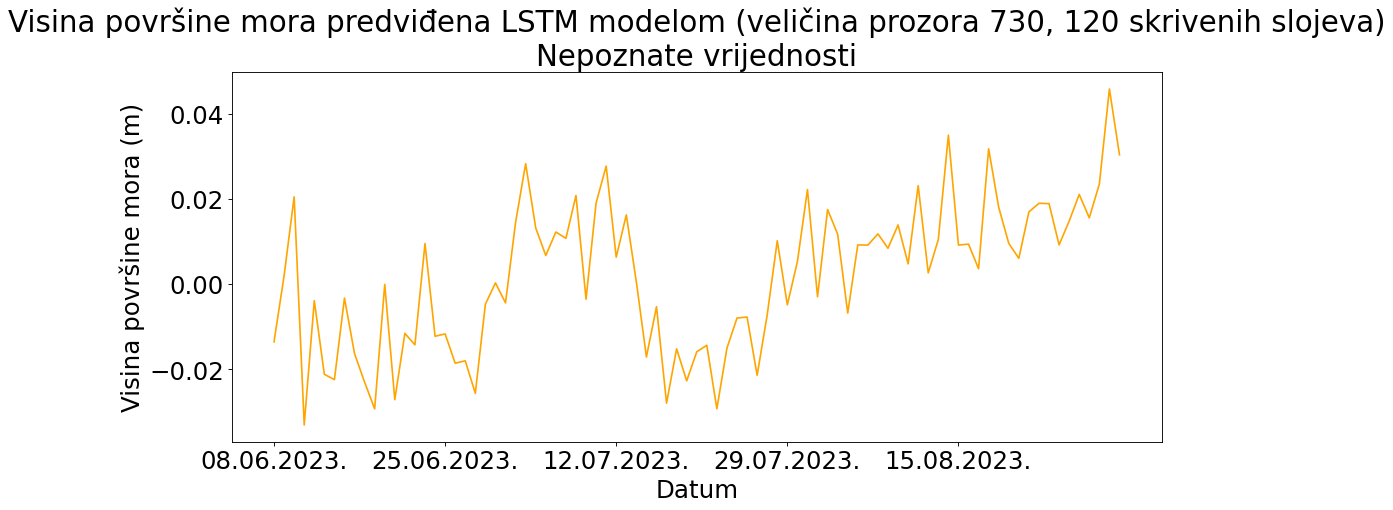 Visina površine mora predviđena LSTM modelom (veličina prozora 730, 120 skrivenih slojeva)
Nepoznate vrijednosti
Visina površine mora (m)
0.04
0.02
0.00
−0.02
08.06.2023.
25.06.2023.
12.07.2023.
29.07.2023.
15.08.2023.
Datum